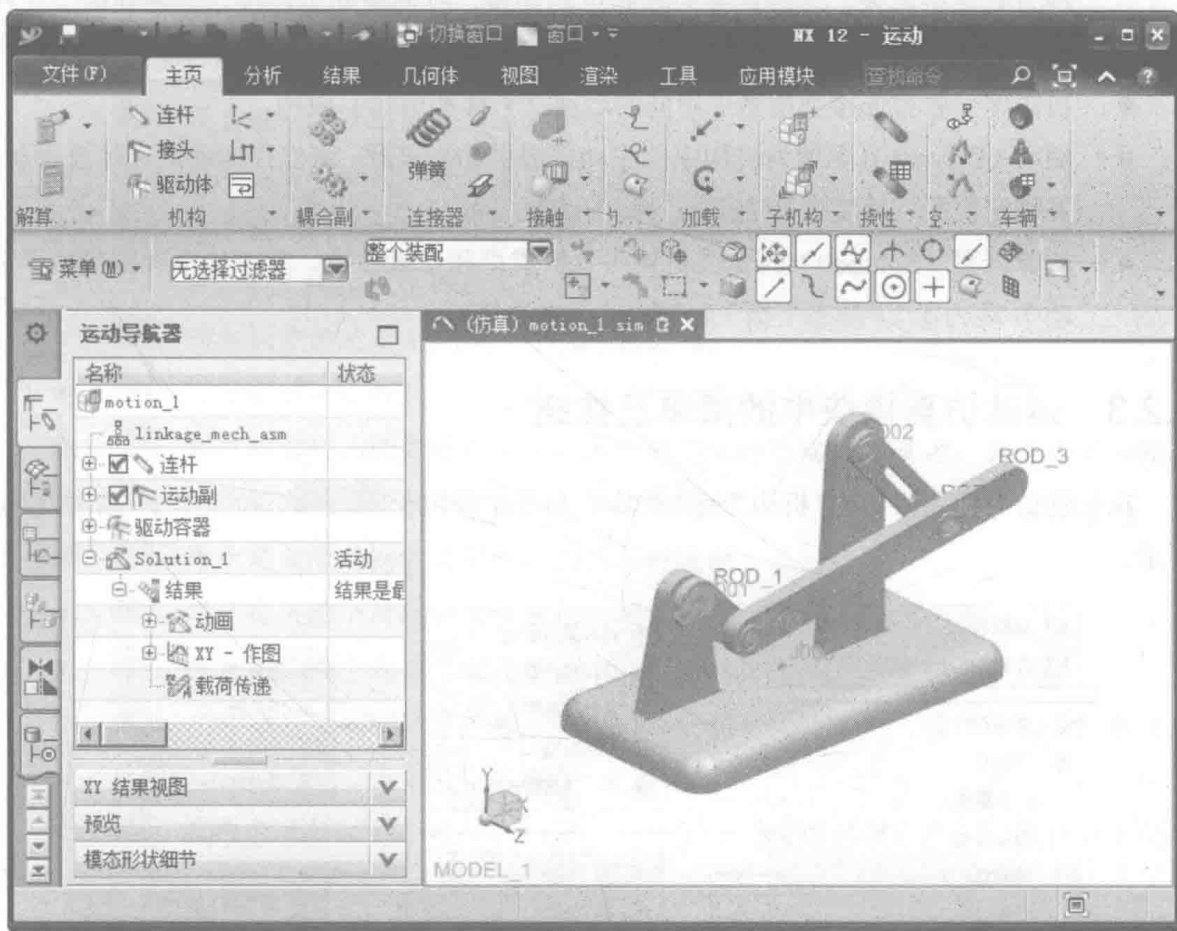 切换窗口 窗口 NX 12 - 运动
文件(F) 主页 分析 结果 几何体 视图 渲染 工具 应用模块 查找命令
连杆
接头
驱动体
弹簧
解算... 机构 耦合副 连接器 接触 加载 子机构 挠性 空... 车辆
菜单(M) 无选择过滤器 整个装配
运动导航器
(仿真) motion_1.sim
名称 状态
motion_1
linkage_mech_asm
连杆
运动副
驱动容器
Solution_1 活动
结果 结果是最
动画
XY - 作图
载荷传递
XY 结果视图
预览
模态形状细节
J002
ROD_3
ROD_1
J001
Y
X
Z
MODEL_1